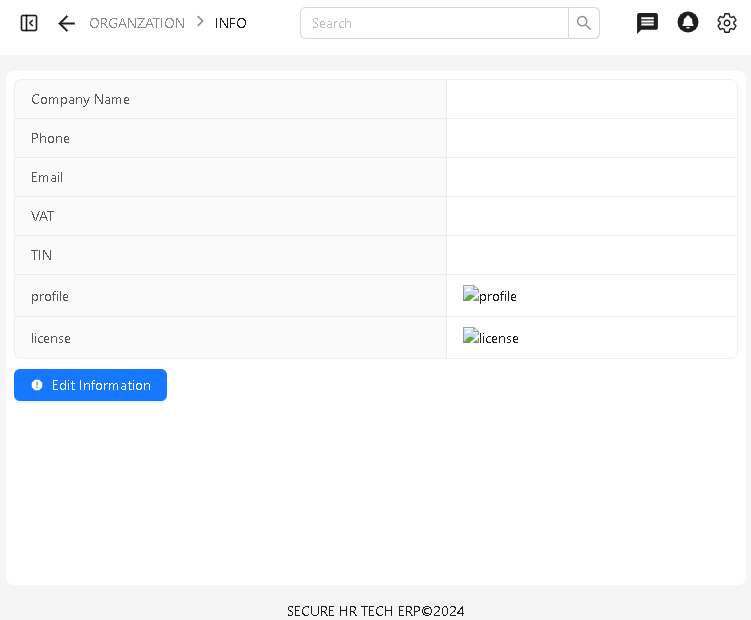 ORGANZATION > INFO
Search
Company Name
Phone
Email
VAT
TIN
profile
profile
license
license
Edit Information
SECURE HR TECH ERP©2024